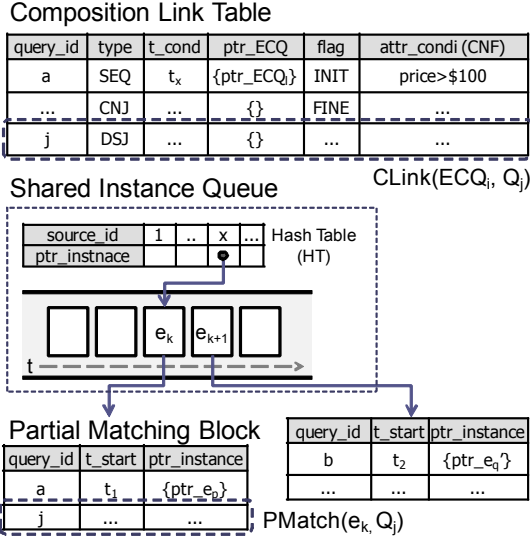 Composition Link Table
query_id type t_cond ptr_ECQ flag attr_condi (CNF)
a SEQ tx {ptr_ECQi} INIT price>$100
... CNJ ... {} FINE ...
j DSJ ... {} ... ...
CLink(ECQi, Qj)
Shared Instance Queue
source_id 1 .. x ... Hash Table
ptr_instnace (HT)
ek ek+1
t
Partial Matching Block
query_id t_start ptr_instance
a t1 {ptr_ep}
j ... ...
PMatch(ek, Qj)
query_id t_start ptr_instance
b t2 {ptr_eq'}
... ... ...